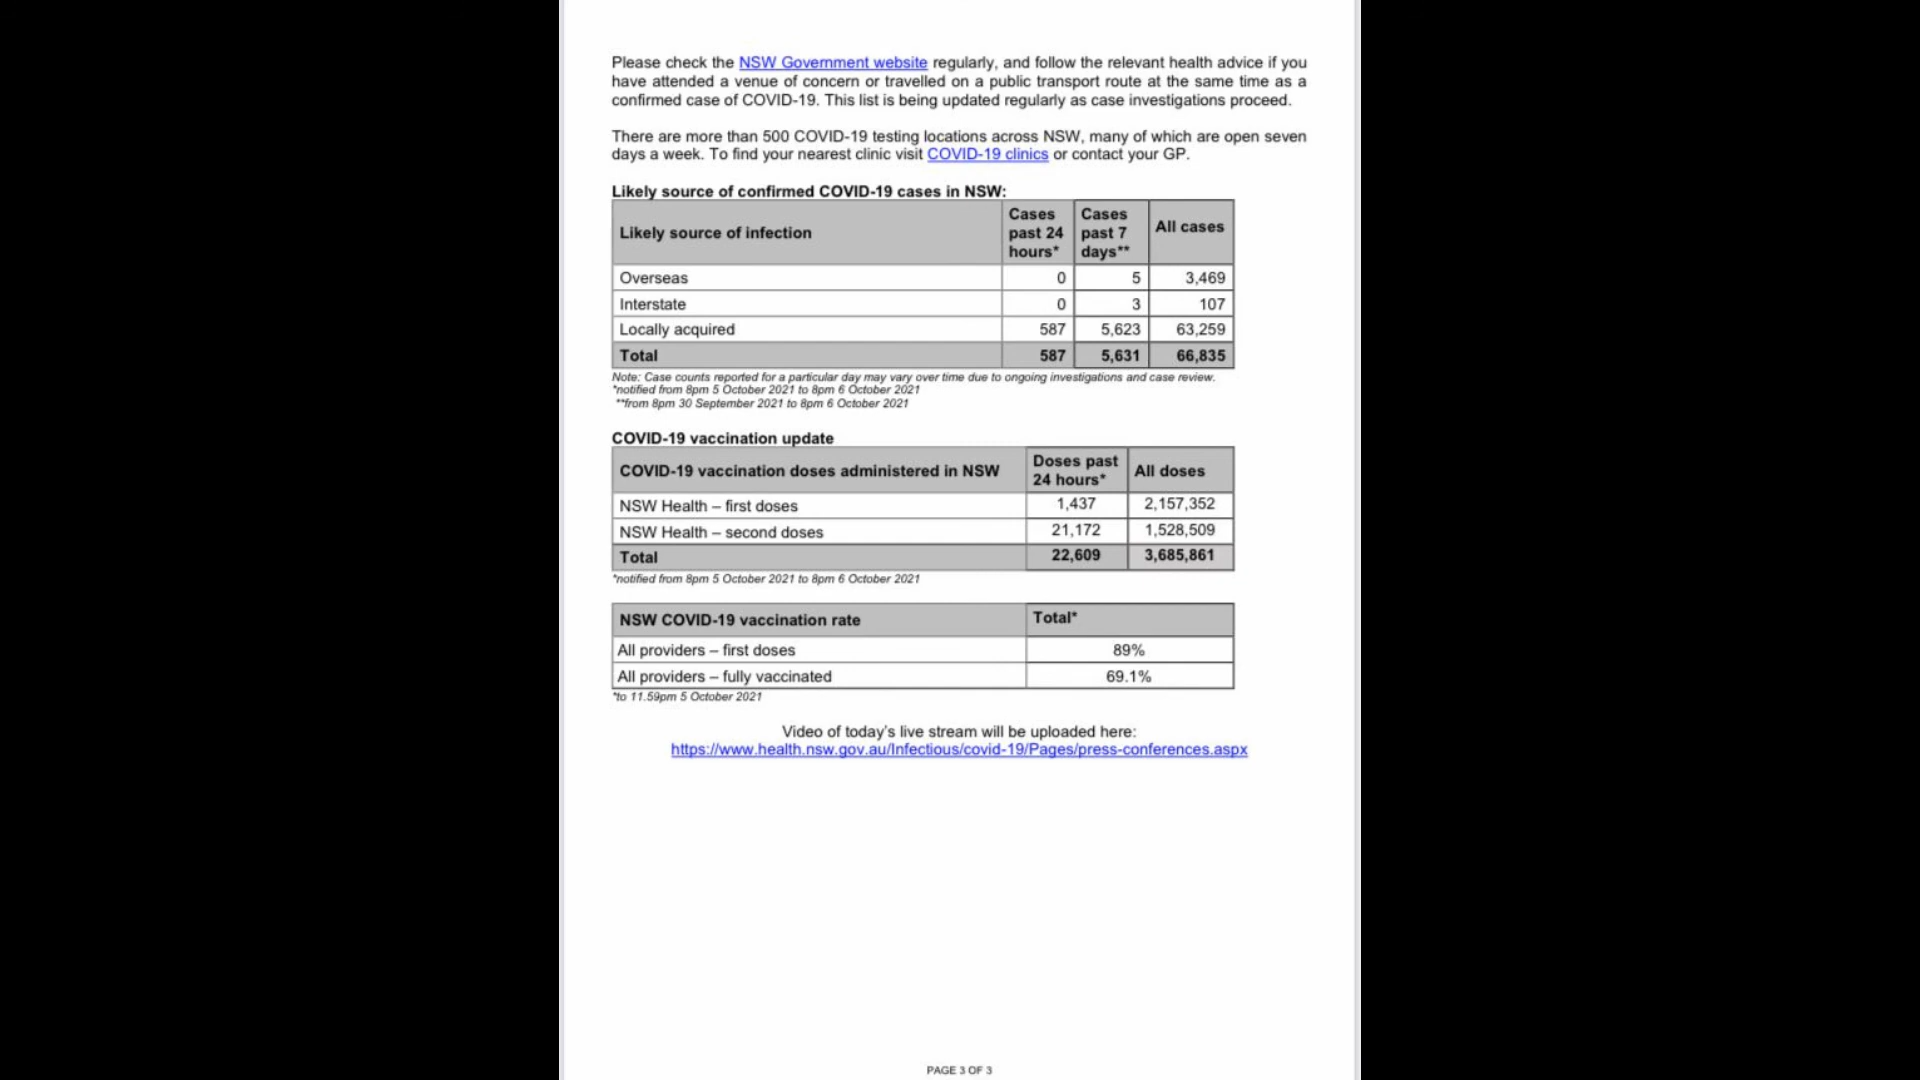 Please check the NSW Government website regularly, and follow the relevant health advice if you
have attended a venue of concern or travelled on a public transport route at the same time as a
confirmed case of COVID-19. This list is being updated regularly as case investigations proceed.
There are more than 500 COVID-19 testing locations across NSW, many of which are open seven
days a week. To find your nearest clinic visit COVID-19 clinics or contact your GP.
Likely source of confirmed COVID-19 cases in NSW:
Likely source of infection Cases past 24 hours* Cases past 7 days** All cases
Overseas 0 5 3,469
Interstate 0 3 107
Locally acquired 587 5,623 63,259
Total 587 5,631 66,835
Note: Case counts reported for a particular day may vary over time due to ongoing investigations and case review.
*notified from 8pm 5 October 2021 to 8pm 6 October 2021
**from 8pm 30 September 2021 to 8pm 6 October 2021
COVID-19 vaccination update
COVID-19 vaccination doses administered in NSW Doses past 24 hours* All doses
NSW Health – first doses 1,437 2,157,352
NSW Health – second doses 21,172 1,528,509
Total 22,609 3,685,861
*notified from 8pm 5 October 2021 to 8pm 6 October 2021
NSW COVID-19 vaccination rate Total*
All providers – first doses 89%
All providers – fully vaccinated 69.1%
*to 11.59pm 5 October 2021
Video of today's live stream will be uploaded here:
https://www.health.nsw.gov.au/Infectious/covid-19/Pages/press-conferences.aspx
PAGE 3 OF 3